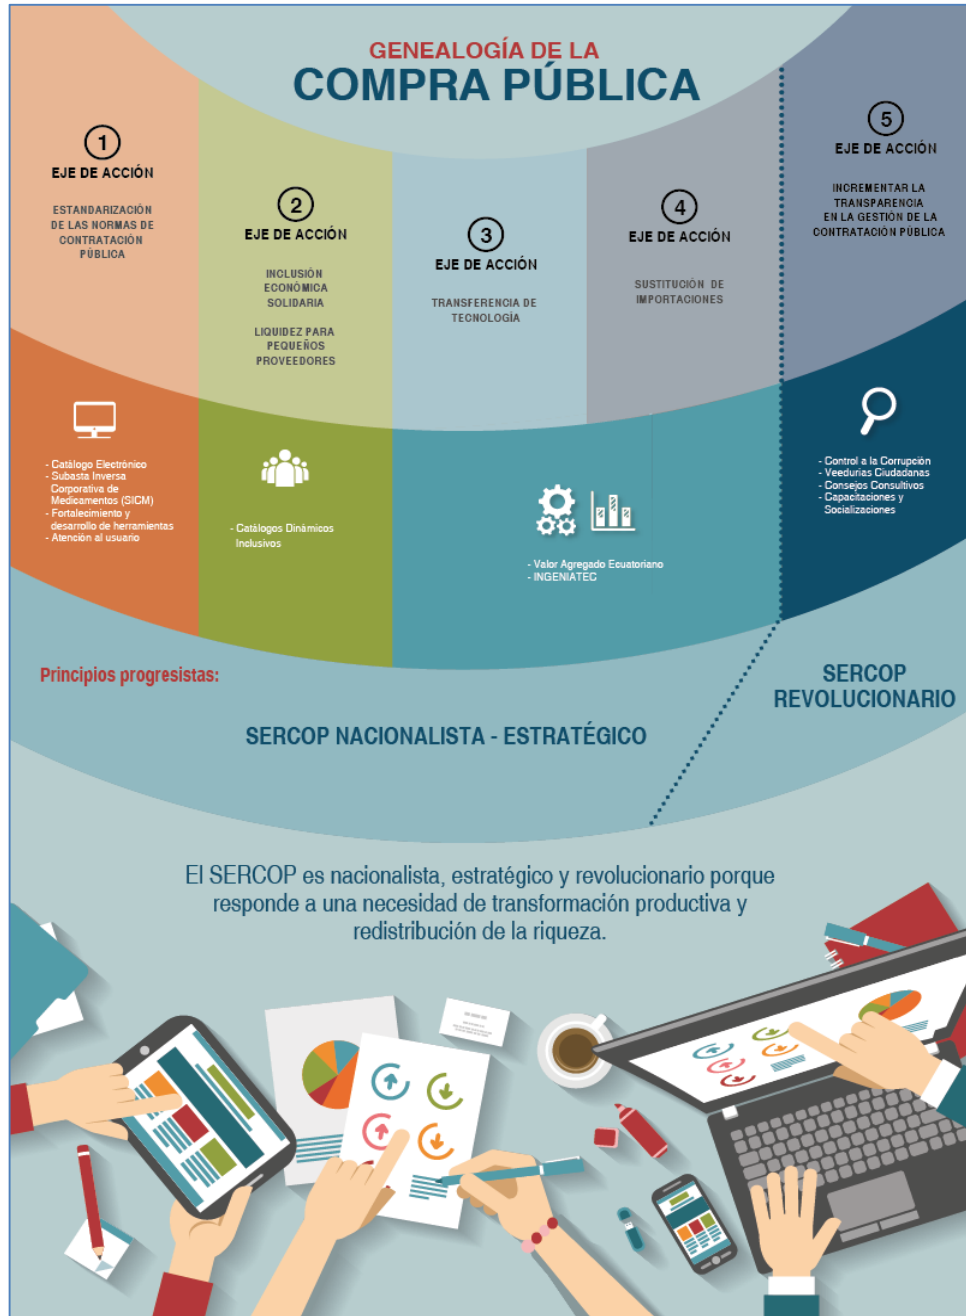 GENEALOGÍA DE LA
COMPRA PÚBLICA
1
EJE DE ACCIÓN
ESTANDARIZACIÓN
DE LAS NORMAS DE
CONTRATACIÓN
PÚBLICA
2
EJE DE ACCIÓN
INCLUSIÓN
ECONÓMICA
SOLIDARIA
LIQUIDEZ PARA
PEQUEÑOS
PROVEEDORES
3
EJE DE ACCIÓN
TRANSFERENCIA DE
TECNOLOGÍA
4
EJE DE ACCIÓN
SUSTITUCIÓN DE
IMPORTACIONES
5
EJE DE ACCIÓN
INCREMENTAR LA
TRANSPARENCIA
EN LA GESTIÓN DE LA
CONTRATACIÓN PÚBLICA
- Catálogo Electrónico
- Subasta Inversa
Corporativa de
Medicamentos (SICM)
- Fortalecimiento y
desarrollo de herramientas
- Atención al usuario
- Catálogos Dinámicos
Inclusivos
- Valor Agregado Ecuatoriano
- INGENIATEC
- Control a la Corrupción
- Veedurias Ciudadanas
- Consejos Consultivos
- Capacitaciones y
Socializaciones
Principios progresistas:
SERCOP NACIONALISTA - ESTRATÉGICO
SERCOP
REVOLUCIONARIO
El SERCOP es nacionalista, estratégico y revolucionario porque
responde a una necesidad de transformación productiva y
redistribución de la riqueza.